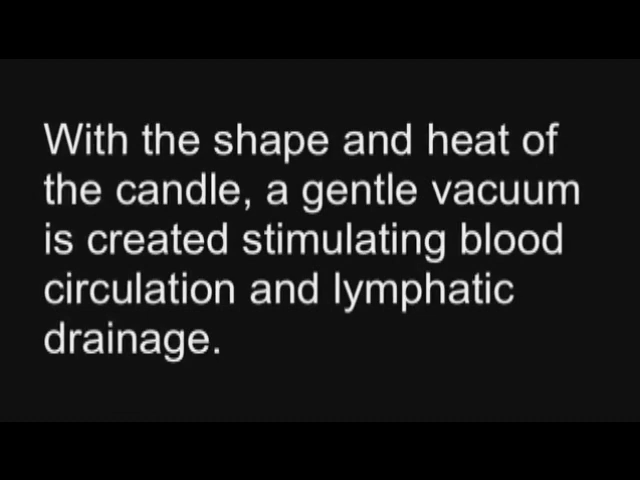 With the shape and heat of
the candle, a gentle vacuum
is created stimulating blood
circulation and lymphatic
drainage.